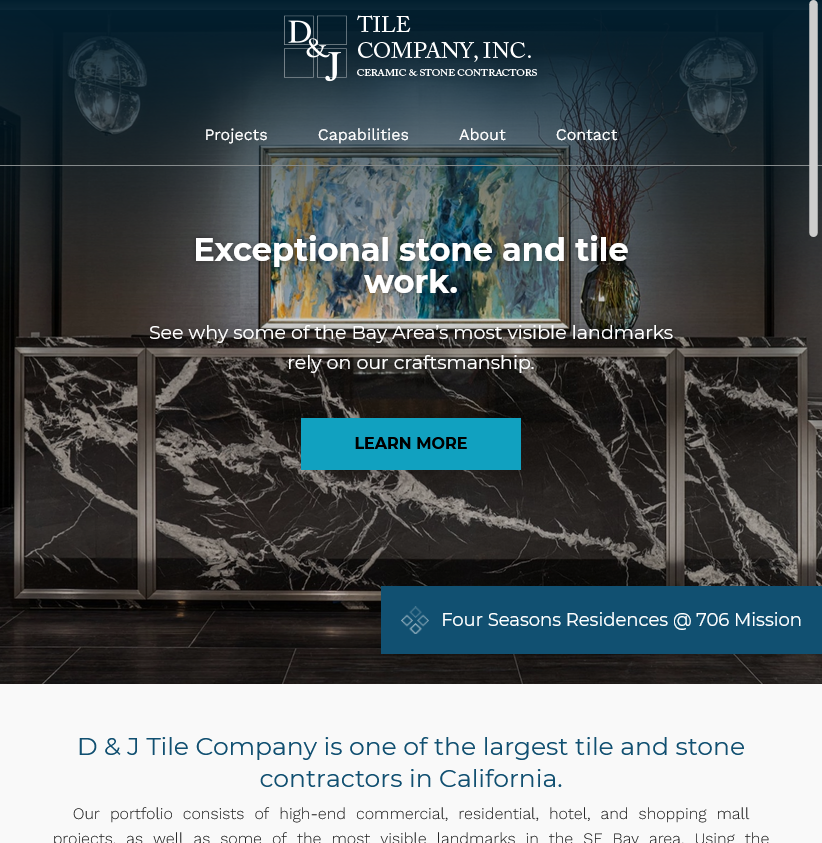 D&J
TILE
COMPANY, INC.
CERAMIC & STONE CONTRACTORS
Projects Capabilities About Contact
Exceptional stone and tile
work.
See why some of the Bay Area's most visible landmarks
rely on our craftsmanship.
LEARN MORE
Four Seasons Residences @ 706 Mission
D & J Tile Company is one of the largest tile and stone
contractors in California.
Our portfolio consists of high-end commercial, residential, hotel, and shopping mall
projects, as well as some of the most visible landmarks in the SF Bay area. Using the